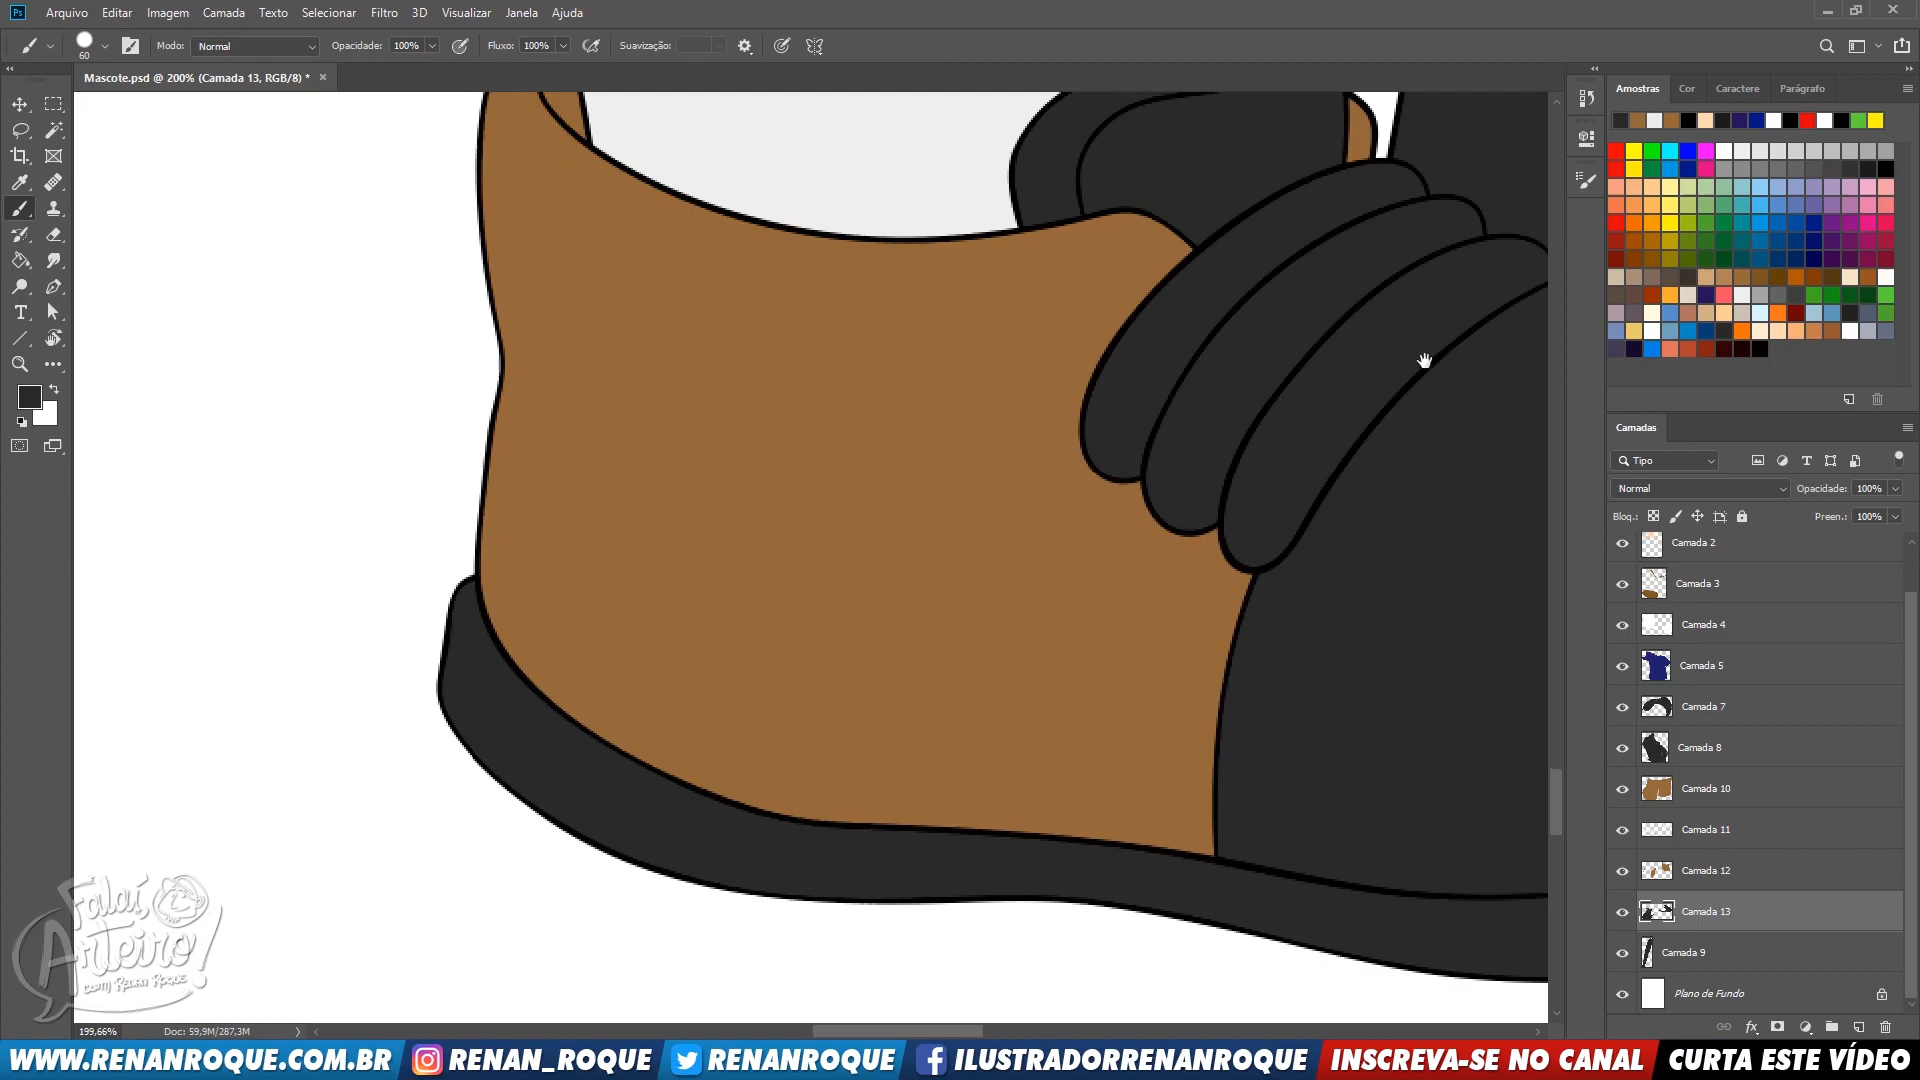 Ps Arquivo Editar Imagem Camada Texto Selecionar Filtro 3D Visualizar Janela Ajuda
60 Modo: Normal Opacidade: 100% Fluxo: 100% Suavização:
Mascote.psd @ 200% (Camada 13, RGB/8) * ×
Amostras Cor Caractere Parágrafo
Camadas
Tipo
Normal Opacidade: 100%
Bloq.: Preen.: 100%
Camada 2
Camada 3
Camada 4
Camada 5
Camada 7
Camada 8
Camada 10
Camada 11
Camada 12
Camada 13
Camada 9
Plano de Fundo
fx
Falaí,
Arteiro!
com Renan Roque
199,66% Doc: 59,9M/287,3M
WWW.RENANROQUE.COM.BR RENAN_ROQUE RENANROQUE ILUSTRADORRENANROQUE INSCREVA-SE NO CANAL CURTA ESTE VÍDEO